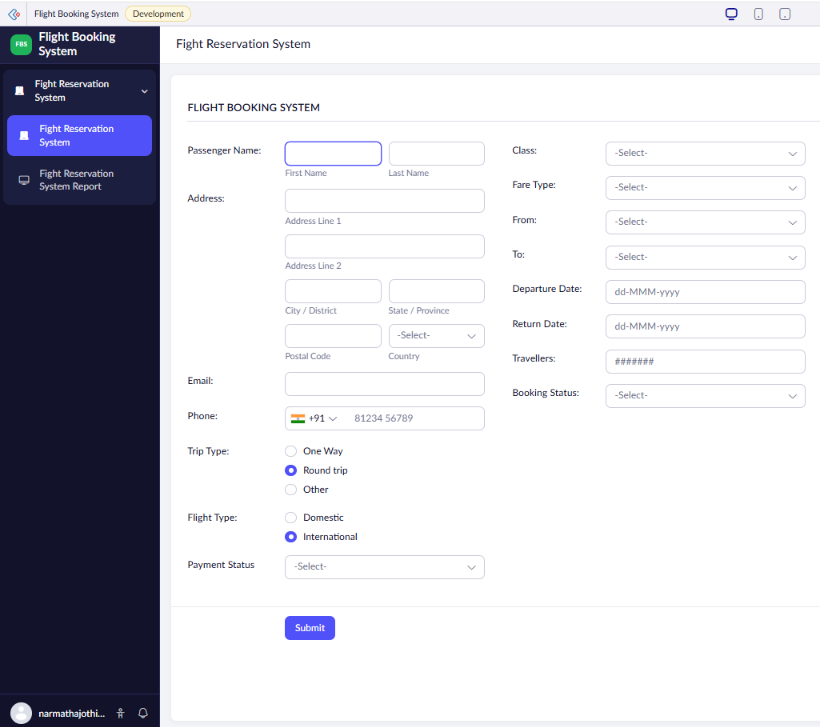 Flight Booking System Development
FBS
Flight Booking
System
Fight Reservation
System
Fight Reservation
System
Fight Reservation
System Report
narmathajothi...
Fight Reservation System
FLIGHT BOOKING SYSTEM
Passenger Name:
First Name Last Name
Address:
Address Line 1
Address Line 2
City / District State / Province
-Select-
Postal Code Country
Email:
Phone: +91 81234 56789
Trip Type: One Way
Round trip
Other
Flight Type: Domestic
International
Payment Status -Select-
Class: -Select-
Fare Type: -Select-
From: -Select-
To: -Select-
Departure Date: dd-MMM-yyyy
Return Date: dd-MMM-yyyy
Travellers: #######
Booking Status: -Select-
Submit